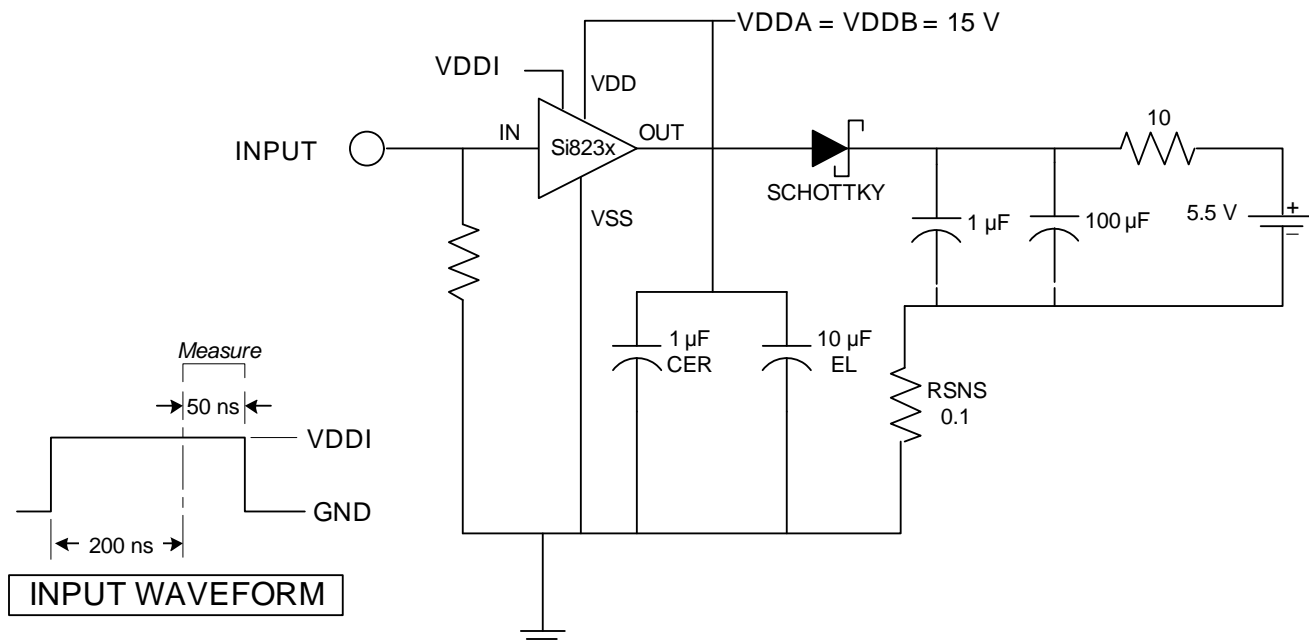 VDDA = VDDB = 15 V
VDDI
VDD
10
INPUT
IN
Si823x
OUT
SCHOTTKY
5.5 V
+
–
VSS
1 µF
100 µF
1 µF
CER
10 µF
EL
Measure
50 ns
RSNS
0.1
VDDI
GND
200 ns
INPUT WAVEFORM